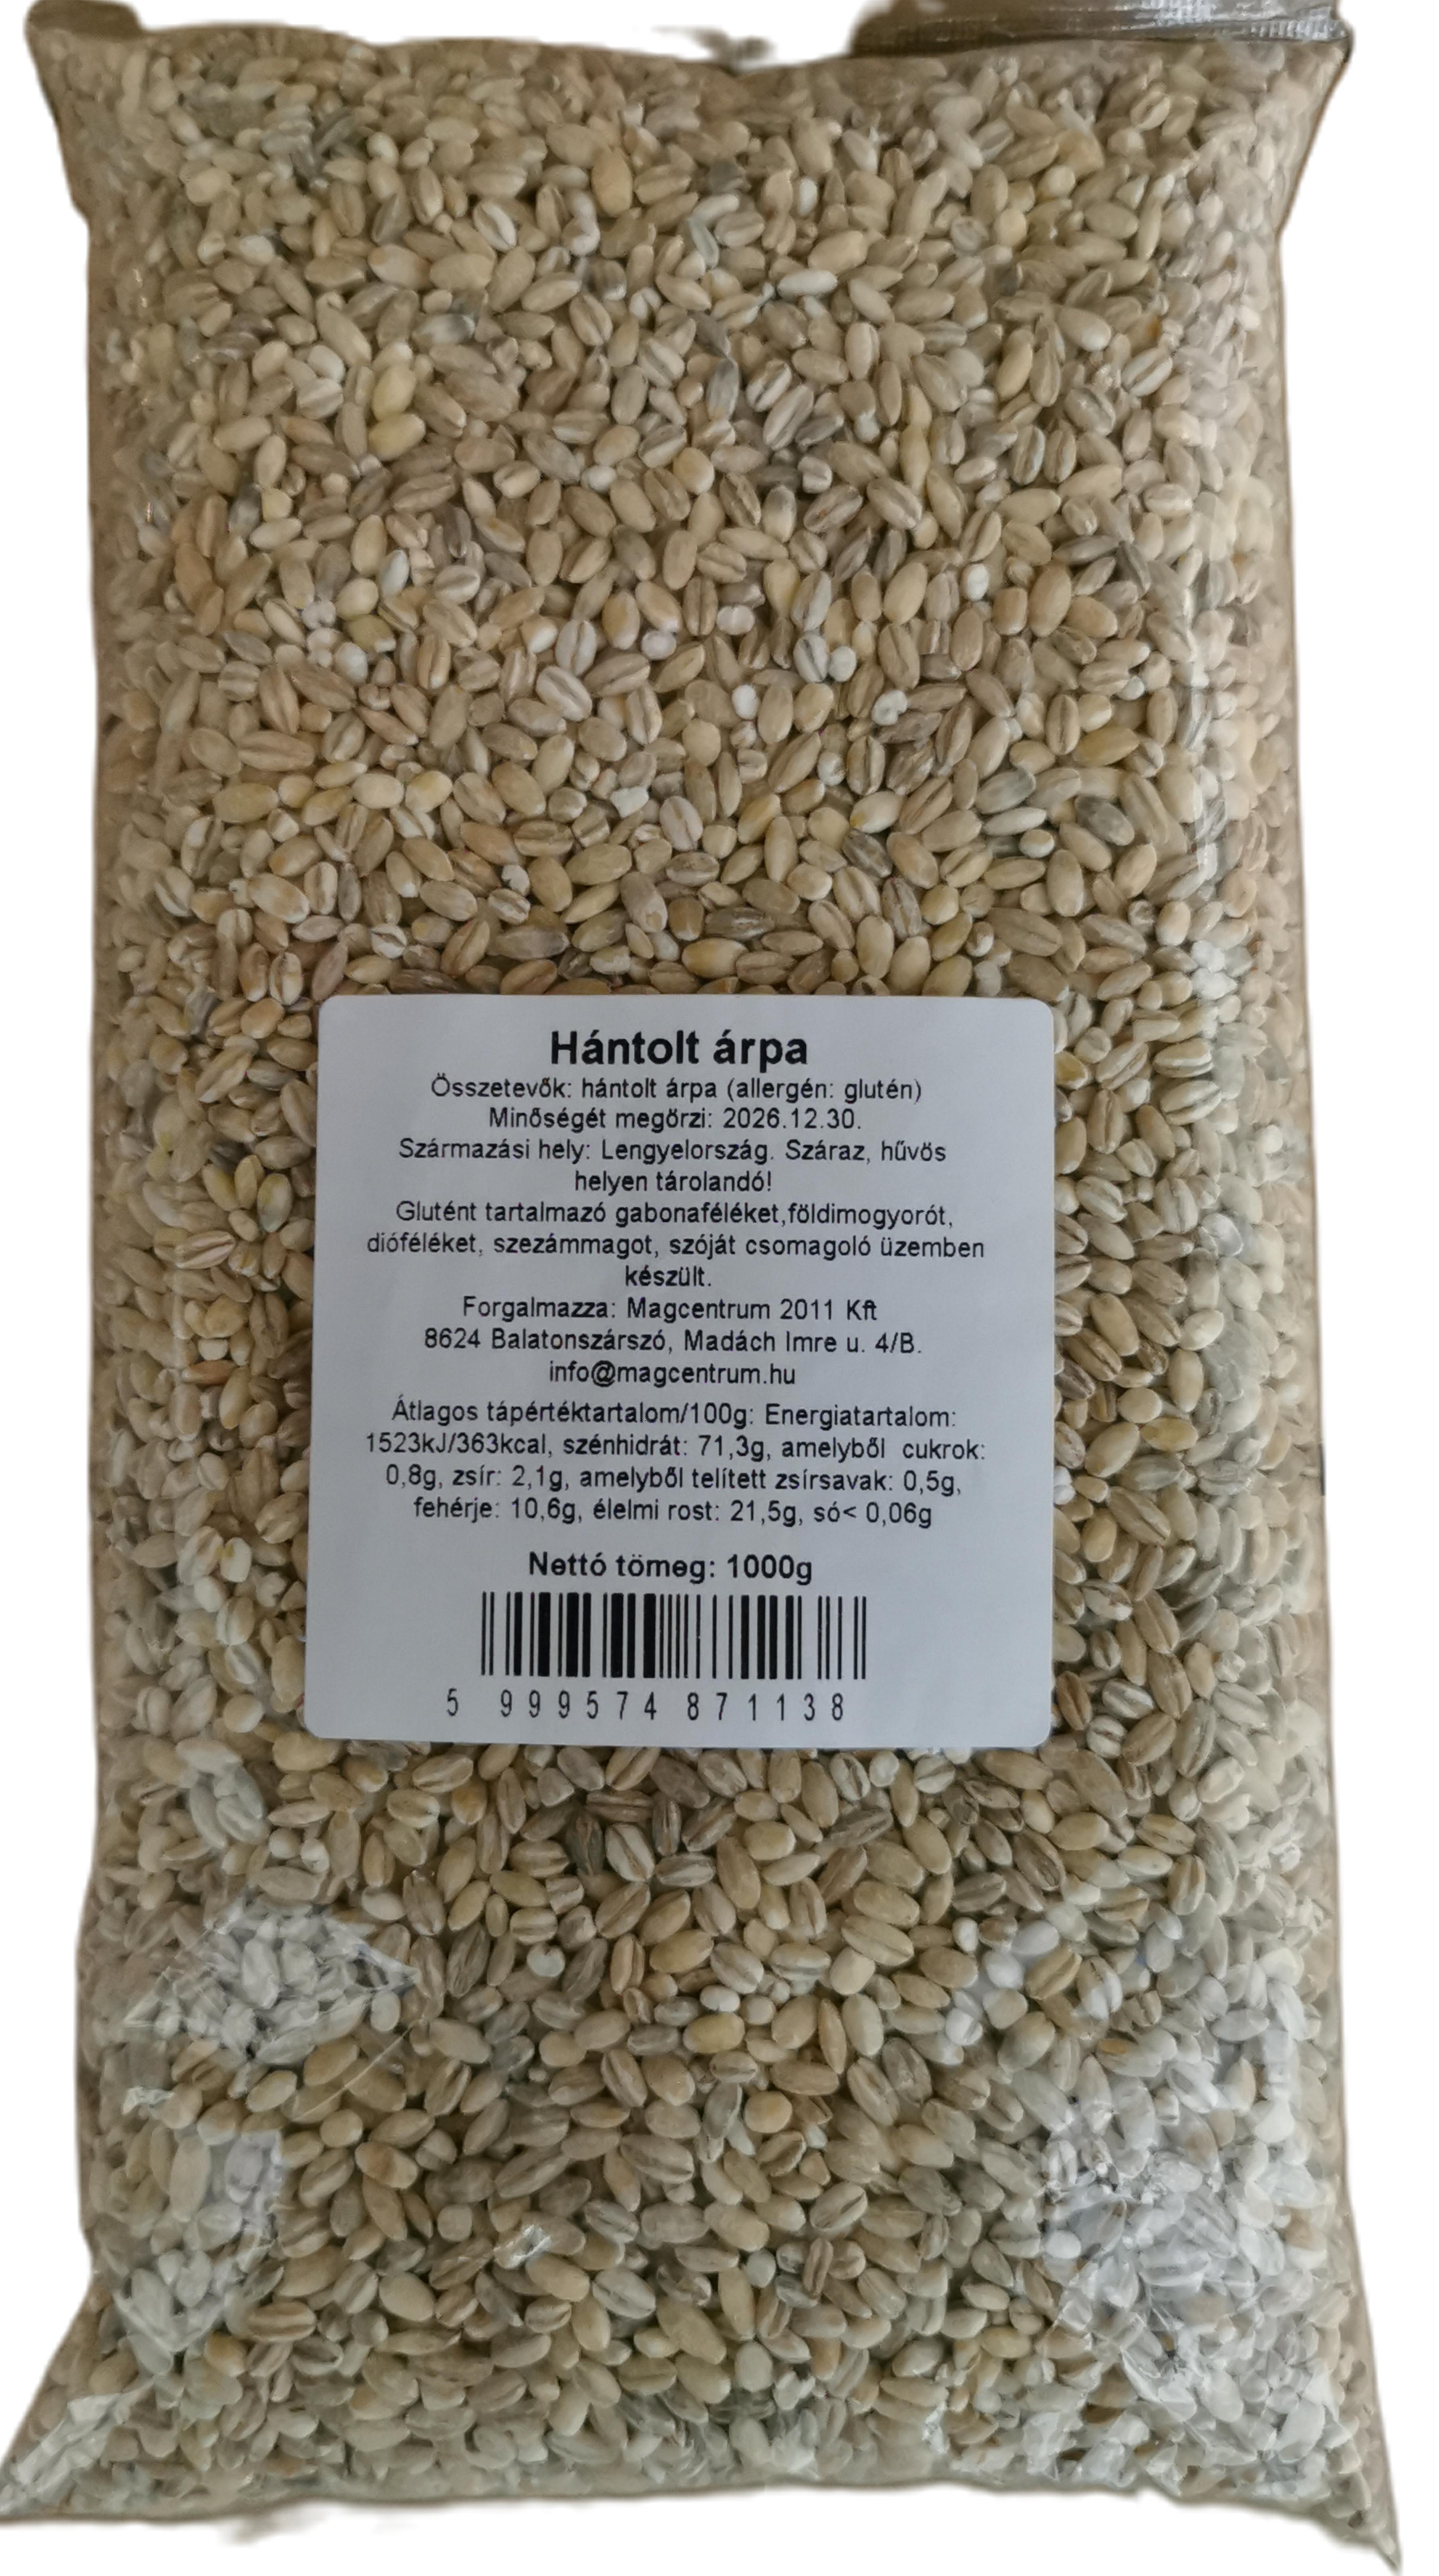 Hántolt árpa
Összetevők: hántolt árpa (allergén: glutén)
Minőségét megőrzi: 2026.12.30.
Származási hely: Lengyelország. Száraz, hűvös
helyen tárolandó!
Glutént tartalmazó gabonaféléket,földimogyorót,
dióféléket, szezámmagot, szóját csomagoló üzemben
készült.
Forgalmazza: Magcentrum 2011 Kft
8624 Balatonszárszó, Madách Imre u. 4/B.
info@magcentrum.hu
Átlagos tápértéktartalom/100g: Energiatartalom:
1523kJ/363kcal, szénhidrát: 71,3g, amelyből cukrok:
0,8g, zsír: 2,1g, amelyből telített zsírsavak: 0,5g,
fehérje: 10,6g, élelmi rost: 21,5g, só< 0,06g
Nettó tömeg: 1000g
5 999574 871138